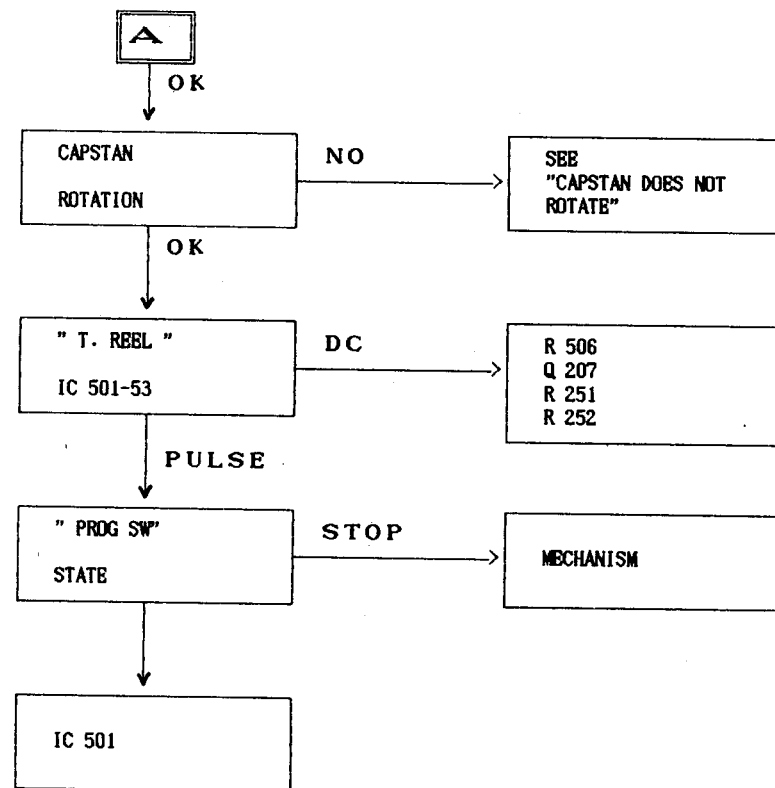 A
OK
CAPSTAN
ROTATION
NO
SEE
"CAPSTAN DOES NOT
ROTATE"
OK
" T. REEL "
IC 501-53
DC
R 506
Q 207
R 251
R 252
PULSE
" PROG SW"
STATE
STOP
MECHANISM
IC 501